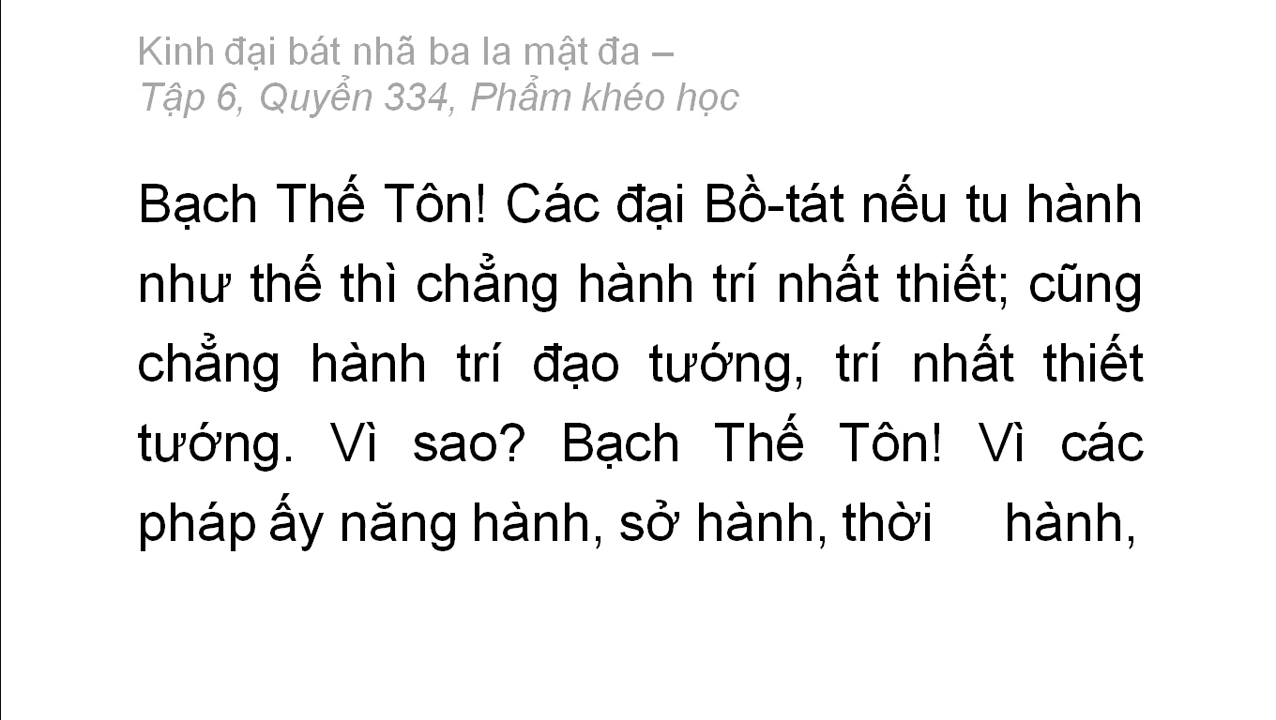 Kinh đại bát nhã ba la mật đa –
Tập 6, Quyển 334, Phẩm khéo học
Bạch Thế Tôn! Các đại Bồ-tát nếu tu hành
như thế thì chẳng hành trí nhất thiết; cũng
chẳng hành trí đạo tướng, trí nhất thiết
tướng. Vì sao? Bạch Thế Tôn! Vì các
pháp ấy năng hành, sở hành, thời hành,